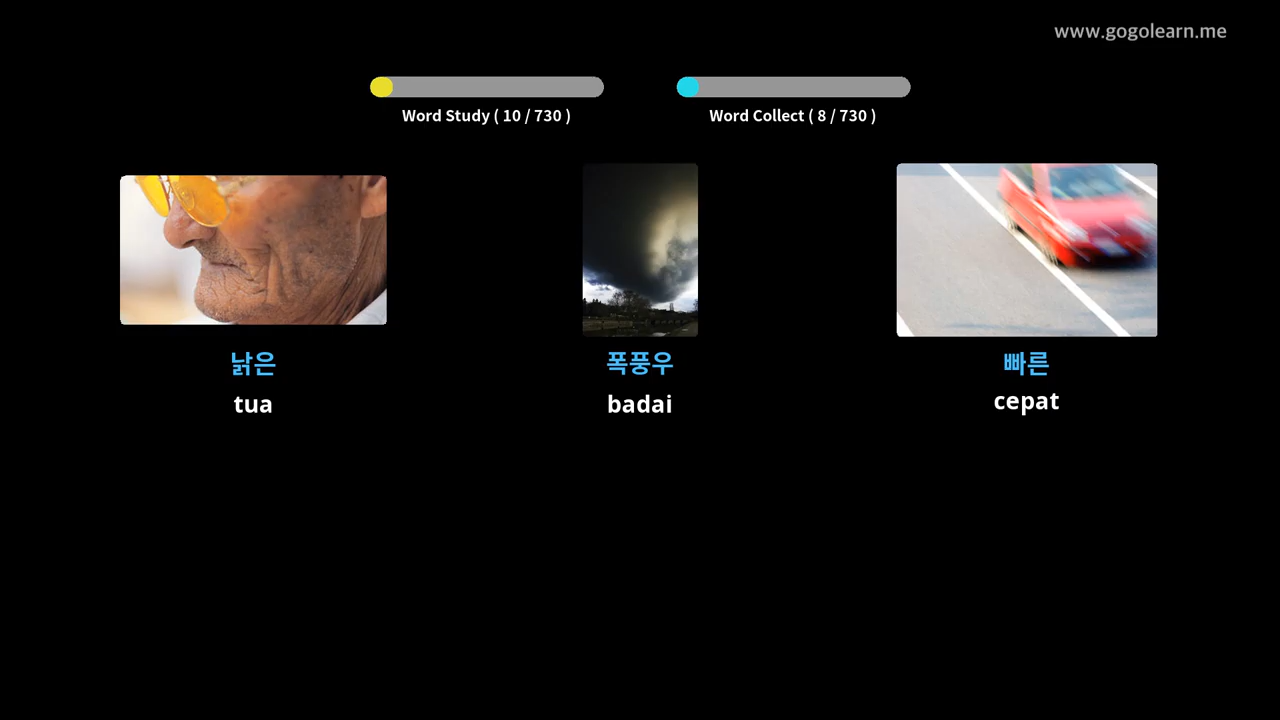 www.gogolearn.me
Word Study ( 10 / 730 )
Word Collect ( 8 / 730 )
낡은
폭풍우
빠른
tua
badai
cepat